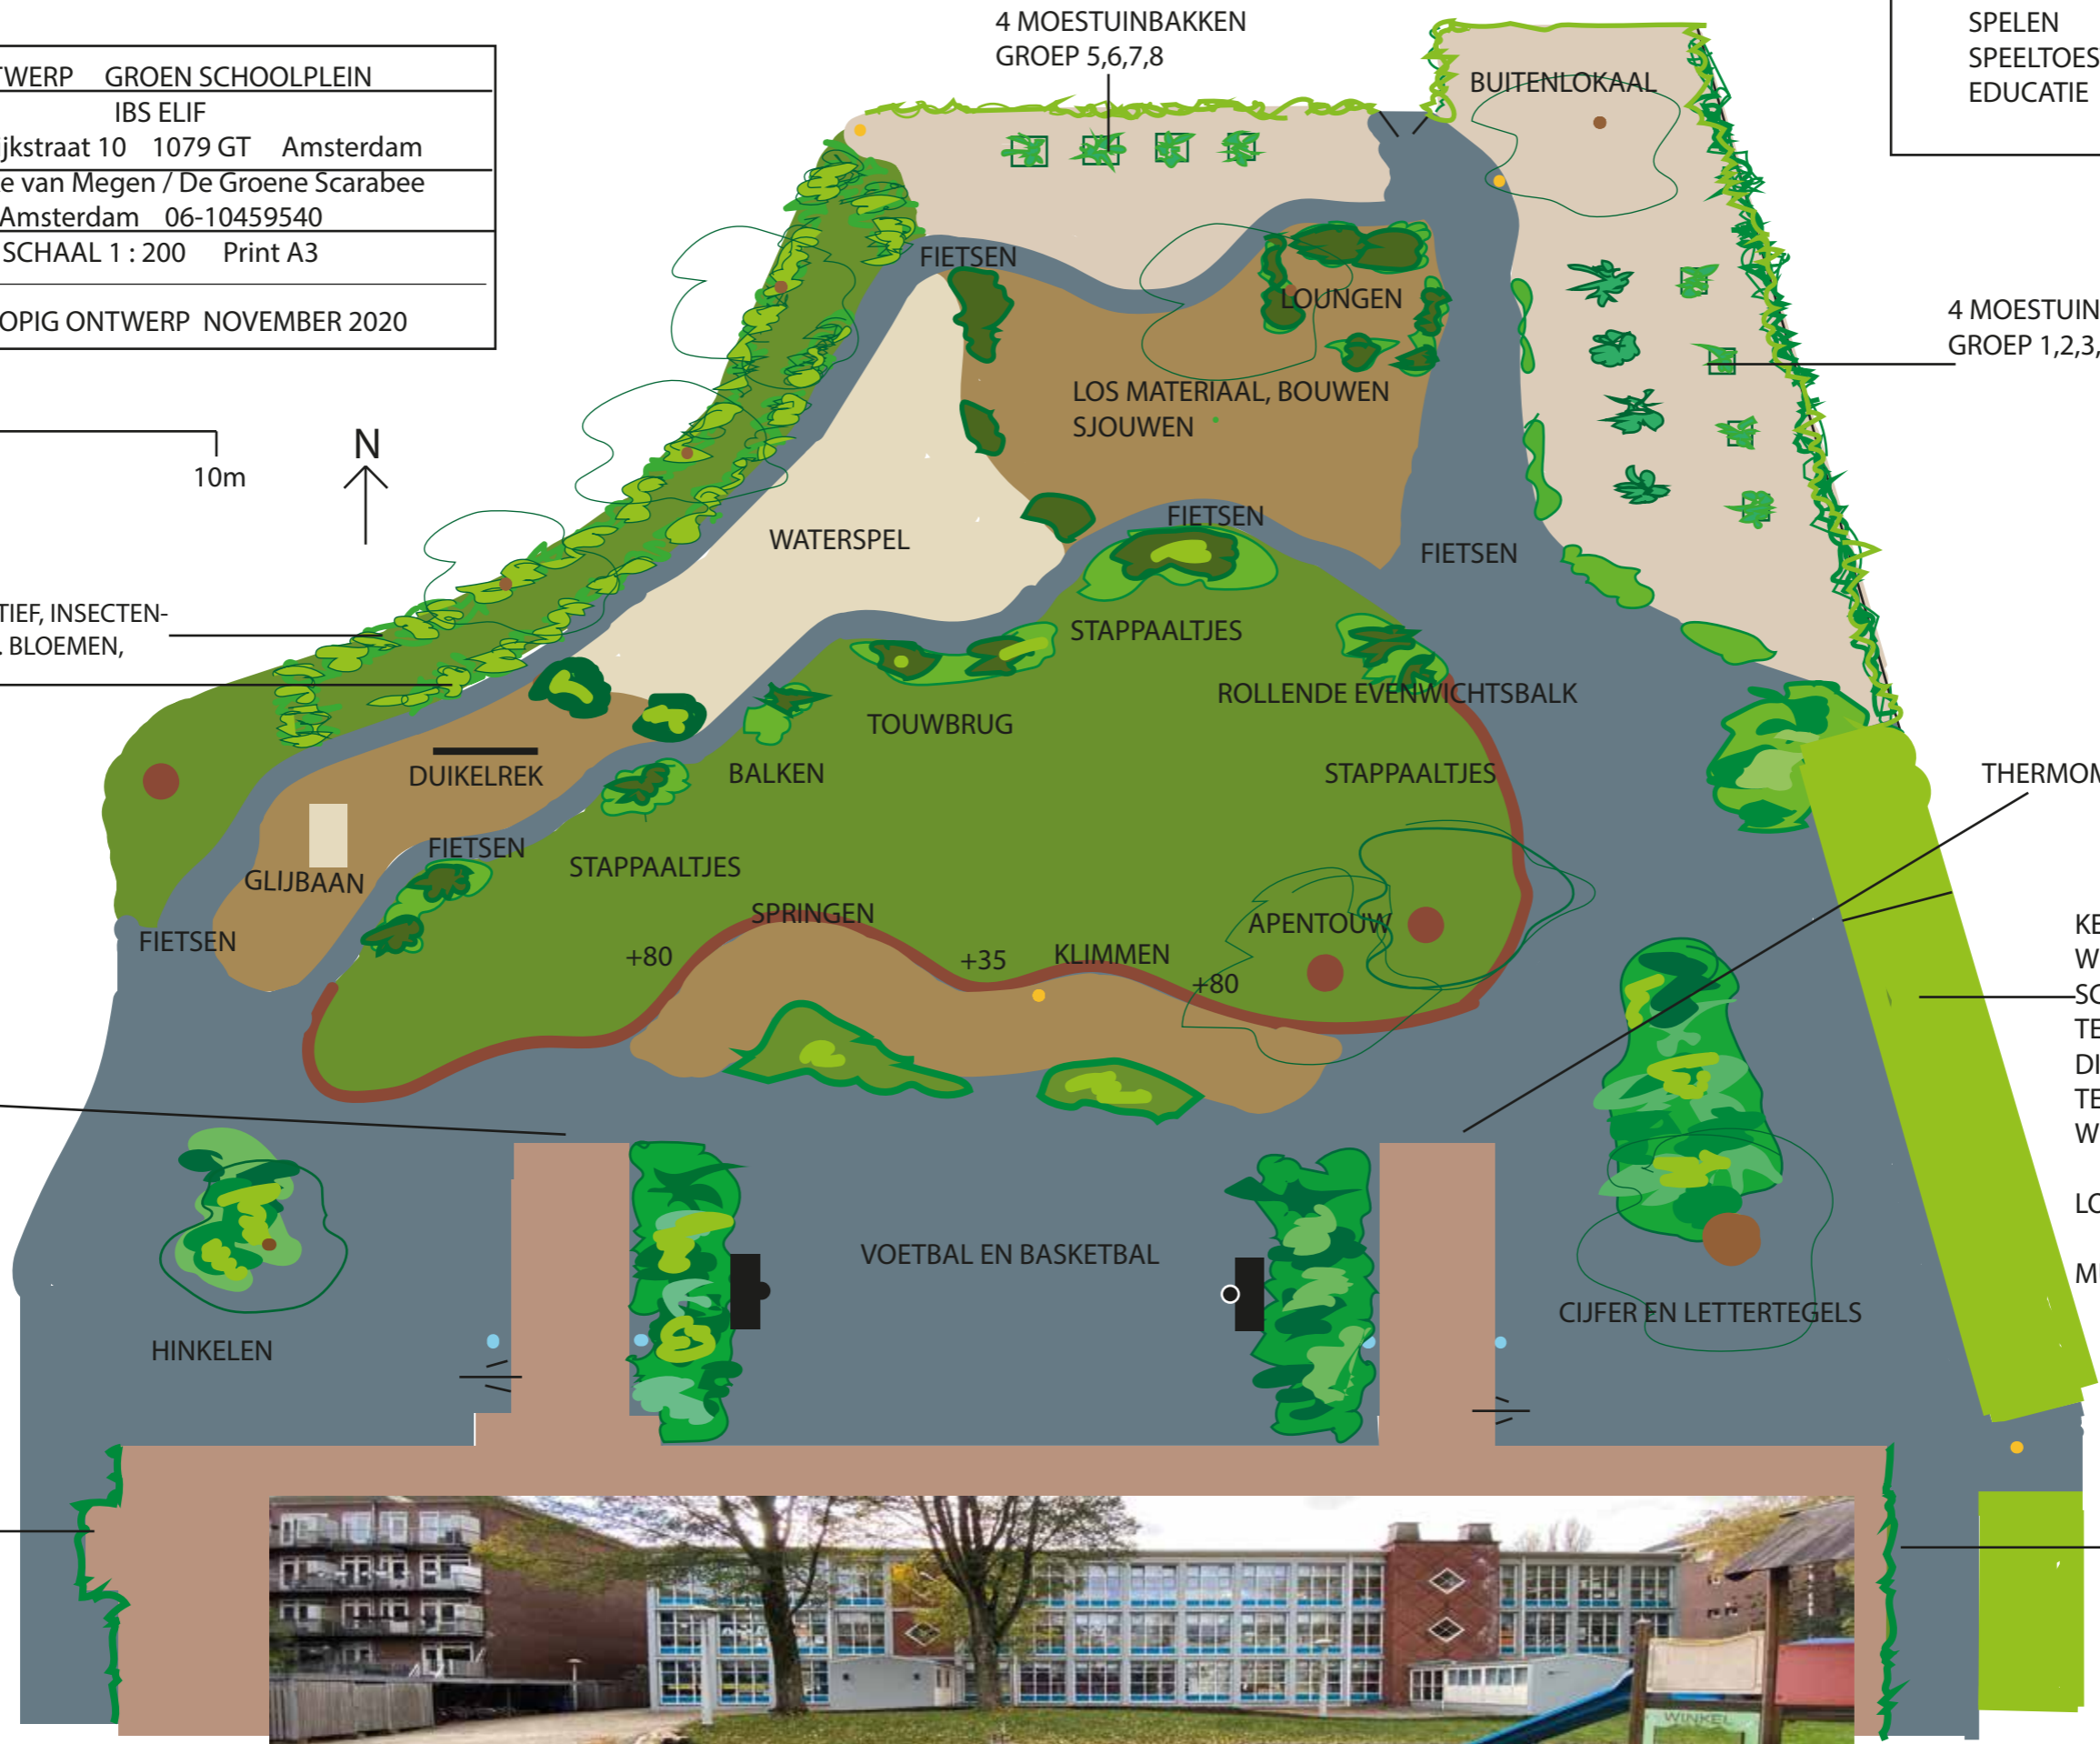 TWERP GROEN SCHOOLPLEIN
IBS ELIF
ijkstraat 10 1079 GT Amsterdam
e van Megen / De Groene Scarabee
Amsterdam 06-10459540
SCHAAL 1 : 200 Print A3
OPIG ONTWERP NOVEMBER 2020
10m
N
4 MOESTUINBAKKEN
GROEP 5,6,7,8
BUITENLOKAAL
SPELEN
SPEELTOES
EDUCATIE
FIETSEN
LOUNGEN
4 MOESTUIN
GROEP 1,2,3,
LOS MATERIAAL, BOUWEN
SJOUWEN
WATERSPEL
FIETSEN
FIETSEN
TIEF, INSECTEN-
. BLOEMEN,
STAPPAALTJES
ROLLENDE EVENWICHTSBALK
TOUWBRUG
DUIKELREK
BALKEN
STAPPAALTJES
THERMOM
FIETSEN
STAPPAALTJES
GLIJBAAN
SPRINGEN
APENTOUW
FIETSEN
+80
+35
KLIMMEN
+80
KE
W
SC
TE
DI
TE
W
LO
M
VOETBAL EN BASKETBAL
CIJFER EN LETTERTEGELS
HINKELEN
WINKEL